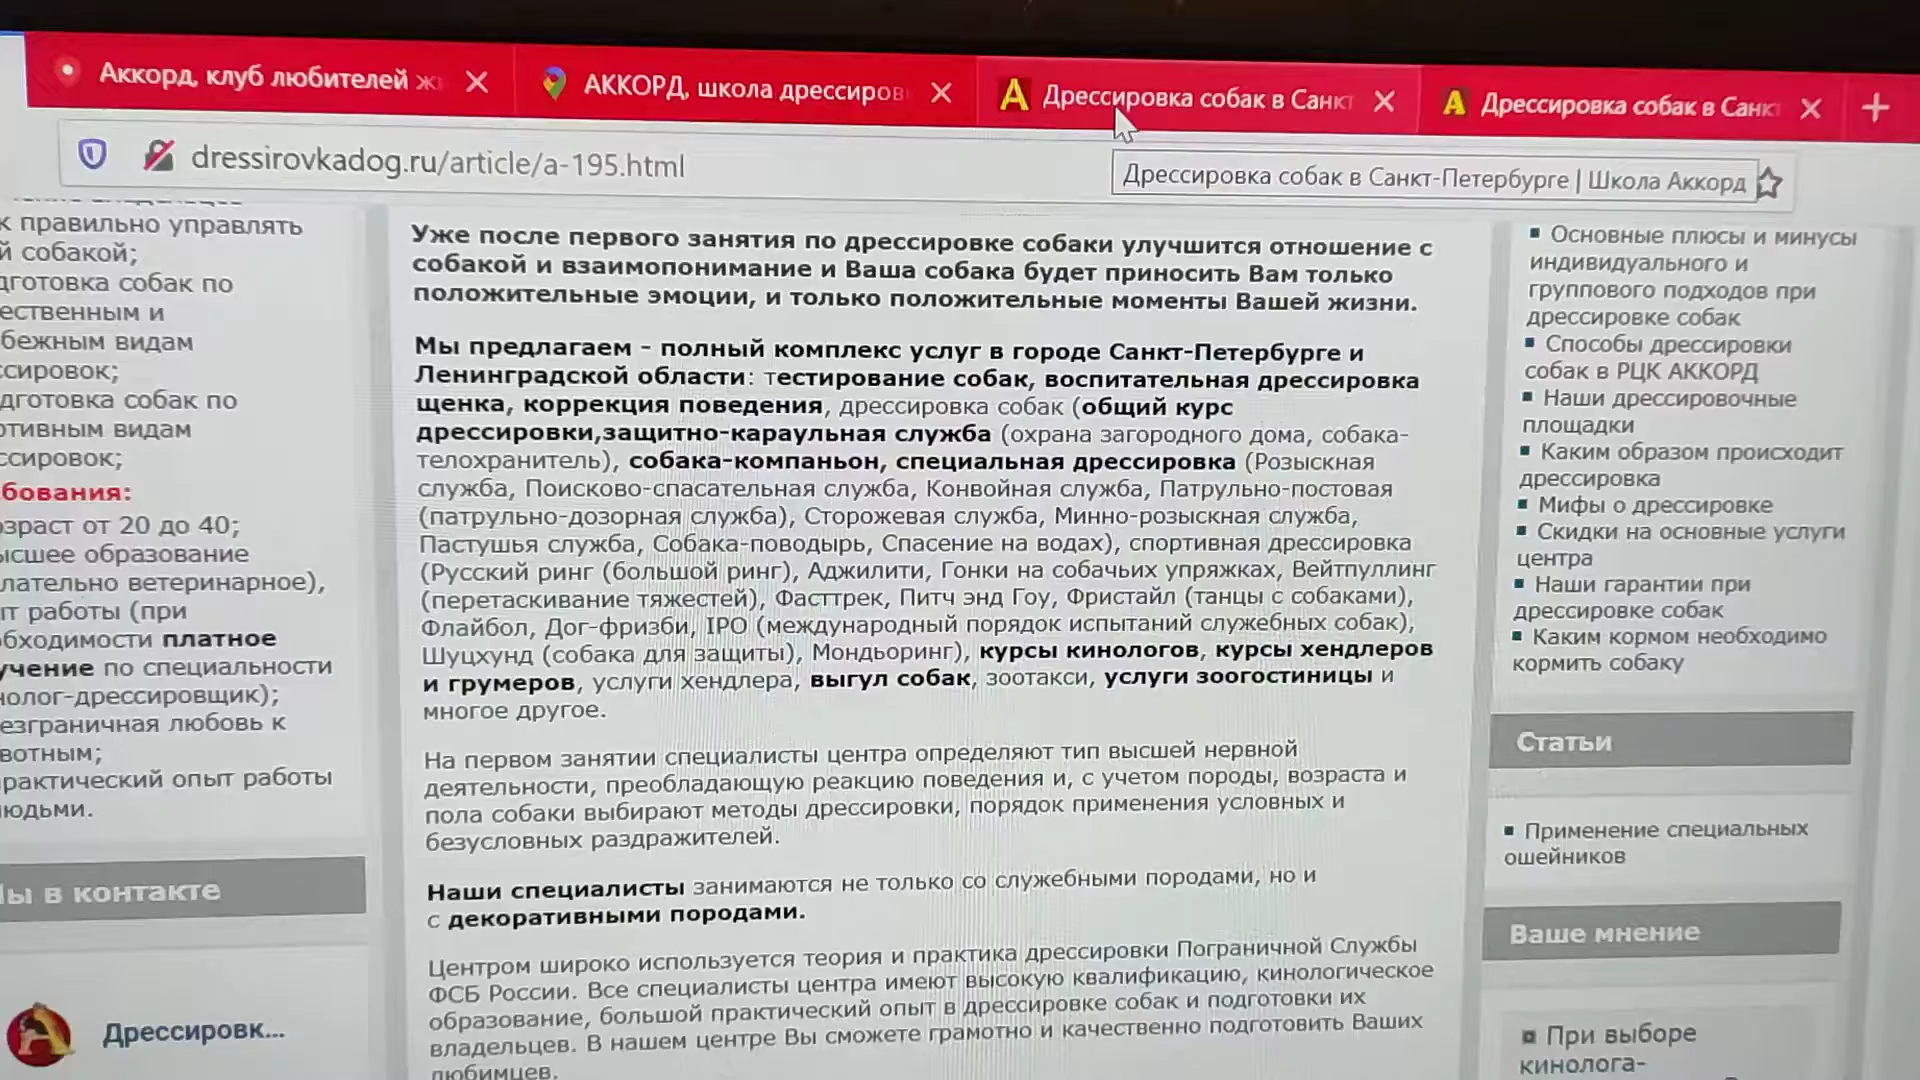 Аккорд, клуб любителей
АККОРД, школа дрессиров
Дрессировка собак в Санкт
Дрессировка собак в Санкт
dressirovkadog.ru/article/a-195.html
Дрессировка собак в Санкт-Петербурге | Школа Аккорд
к правильно управлять
й собакой;
дготовка собак по
ественным и
бежным видам
ссировок;
дготовка собак по
ртивным видам
ссировок;
бования:
зраст от 20 до 40;
ысшее образование
лательно ветеринарное),
ыт работы (при
обходимости платное
учение по специальности
нолог-дрессировщик);
езграничная любовь к
вотным;
рактический опыт работы
людьми.
ы в контакте
Дрессировк...
Уже после первого занятия по дрессировке собаки улучшится отношение с
собакой и взаимопонимание и Ваша собака будет приносить Вам только
положительные эмоции, и только положительные моменты Вашей жизни.
Мы предлагаем - полный комплекс услуг в городе Санкт-Петербурге и
Ленинградской области: тестирование собак, воспитательная дрессировка
щенка, коррекция поведения, дрессировка собак (общий курс
дрессировки,защитно-караульная служба (охрана загородного дома, собака-
телохранитель), собака-компаньон, специальная дрессировка (Розыскная
служба, Поисково-спасательная служба, Конвойная служба, Патрульно-постовая
(патрульно-дозорная служба), Сторожевая служба, Минно-розыскная служба,
Пастушья служба, Собака-поводырь, Спасение на водах), спортивная дрессировка
(Русский ринг (большой ринг), Аджилити, Гонки на собачьих упряжках, Вейтпуллинг
(перетаскивание тяжестей), Фасттрек, Питч энд Гоу, Фристайл (танцы с собаками),
Флайбол, Дог-фризби, IPO (международный порядок испытаний служебных собак),
Шуцхунд (собака для защиты), Мондьоринг), курсы кинологов, курсы хендлеров
и грумеров, услуги хендлера, выгул собак, зоотакси, услуги зоогостиницы и
многое другое.
На первом занятии специалисты центра определяют тип высшей нервной
деятельности, преобладающую реакцию поведения и, с учетом породы, возраста и
пола собаки выбирают методы дрессировки, порядок применения условных и
безусловных раздражителей.
Наши специалисты занимаются не только со служебными породами, но и
с декоративными породами.
Центром широко используется теория и практика дрессировки Пограничной Службы
ФСБ России. Все специалисты центра имеют высокую квалификацию, кинологическое
образование, большой практический опыт в дрессировке собак и подготовки их
владельцев. В нашем центре Вы сможете грамотно и качественно подготовить Ваших
любимцев.
Основные плюсы и минусы
индивидуального и
группового подходов при
дрессировке собак
Способы дрессировки
собак в РЦК АККОРД
Наши дрессировочные
площадки
Каким образом происходит
дрессировка
Мифы о дрессировке
Скидки на основные услуги
центра
Наши гарантии при
дрессировке собак
Каким кормом необходимо
кормить собаку
Статьи
Применение специальных
ошейников
Ваше мнение
При выборе
кинолога-